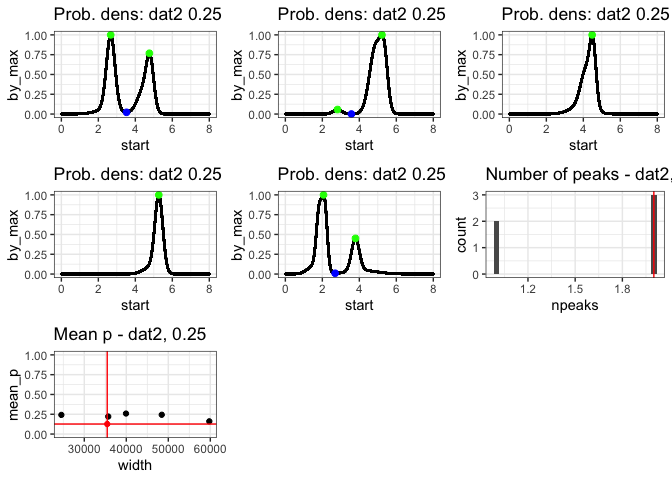 Prob. dens: dat2 0.25 Prob. dens: dat2 0.25 Prob. dens: dat2 0.25
by_max 1.00 0.75 0.50 0.25 0.00 by_max 1.00 0.75 0.50 0.25 0.00 by_max 1.00 0.75 0.50 0.25 0.00
0 2 4 6 8 0 2 4 6 8 0 2 4 6 8
start start start
Prob. dens: dat2 0.25 Prob. dens: dat2 0.25 Number of peaks - dat2,
by_max 1.00 0.75 0.50 0.25 0.00 by_max 1.00 0.75 0.50 0.25 0.00 count 3 2 1 0
0 2 4 6 8 0 2 4 6 8 1.2 1.5 1.8
start start npeaks
Mean p - dat2, 0.25
mean_p 1.00 0.75 0.50 0.25 0.00
30000 40000 50000 60000
width